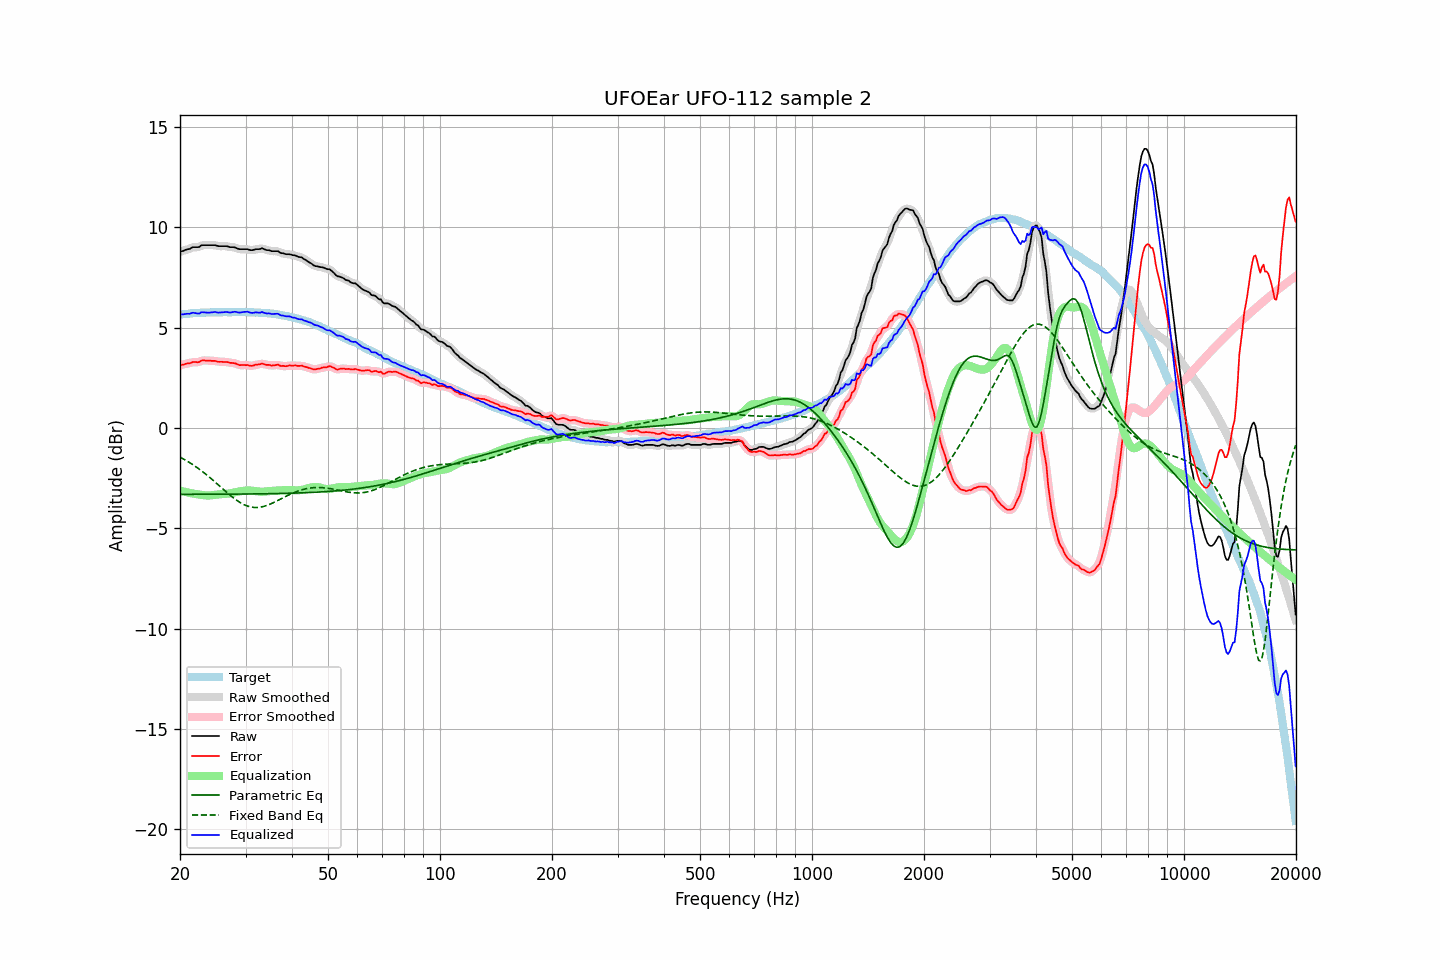 UFOEar UFO-112 sample 2
15
10
5
0
−5
−10
−15
−20
Amplitude (dBr)
Target
Raw Smoothed
Error Smoothed
Raw
Error
Equalization
Parametric Eq
Fixed Band Eq
Equalized
20 50 100 200 500 1000 2000 5000 10000 20000
Frequency (Hz)